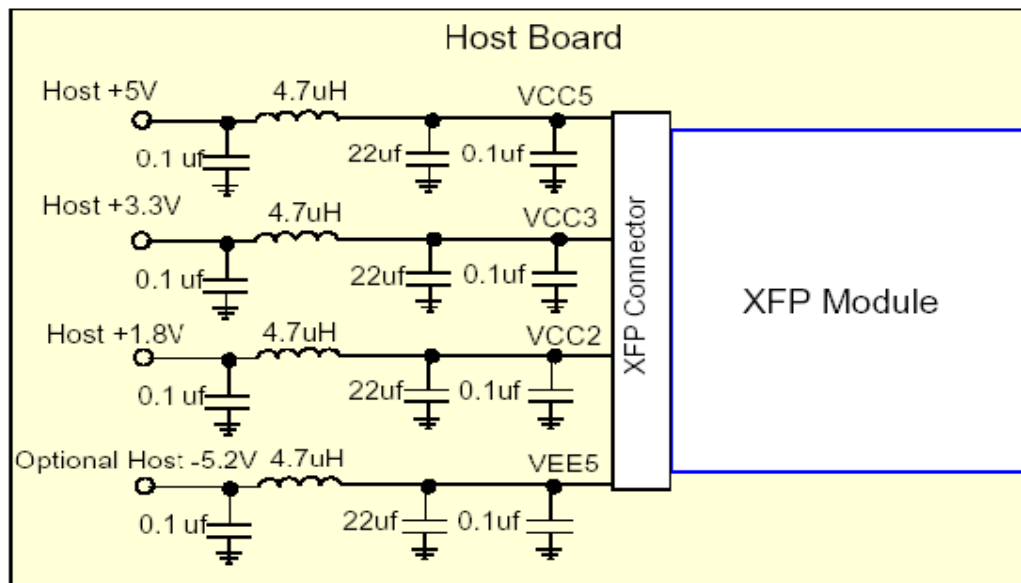 Host Board
Host +5V
4.7uH
VCC5
0.1 uf
22uf
0.1uf
Host +3.3V
4.7uH
VCC3
0.1 uf
22uf
0.1uf
Host +1.8V
4.7uH
VCC2
0.1 uf
22uf
0.1uf
Optional Host -5.2V
4.7uH
VEE5
0.1 uf
22uf
0.1uf
XFP Connector
XFP Module